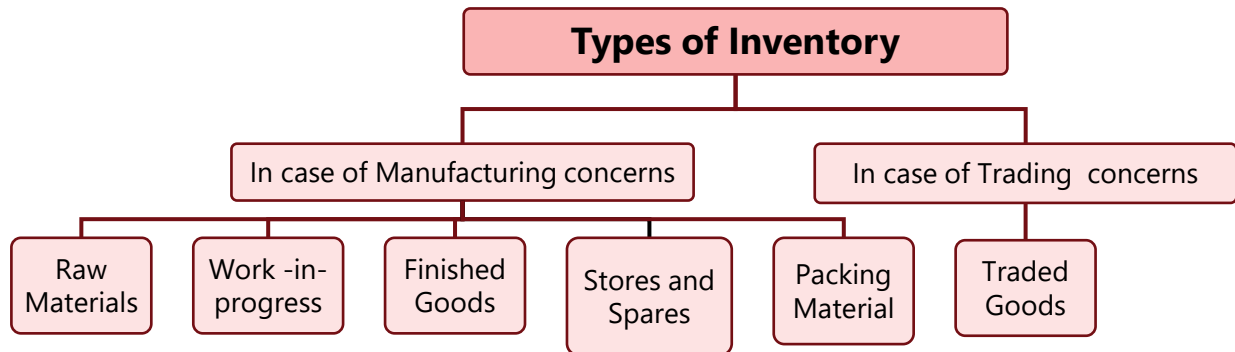 Types of Inventory
In case of Manufacturing concerns
In case of Trading concerns
Raw
Materials
Work -in-
progress
Finished
Goods
Stores and
Spares
Packing
Material
Traded
Goods